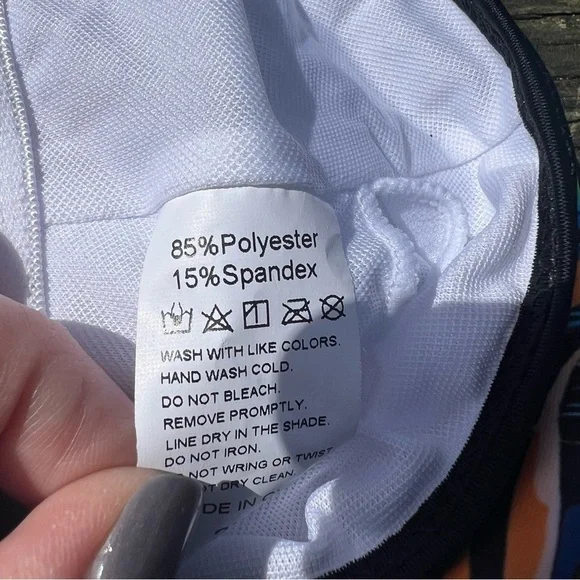 85%Polyester
15%Spandex
WASH WITH LIKE COLORS.
HAND WASH COLD.
DO NOT BLEACH.
REMOVE PROMPTLY.
LINE DRY IN THE SHADE.
DO NOT IRON.
NOT WRING OR TWIST
DRY CLEAN.